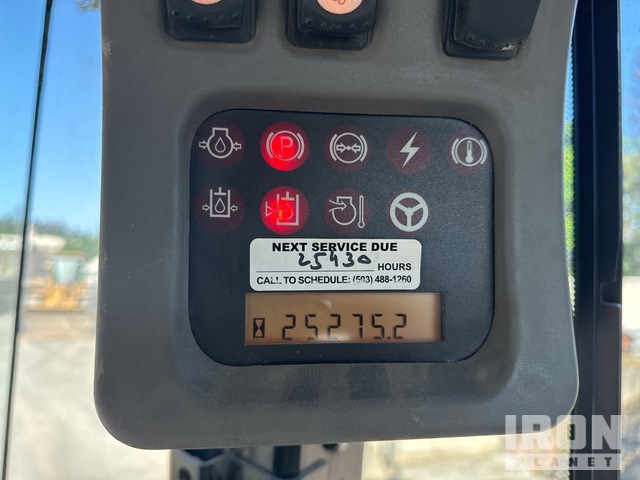 P
NEXT SERVICE DUE
25430 HOURS
CALL TO SCHEDULE: (503) 488-1260
25275.2
IRON
PLANET